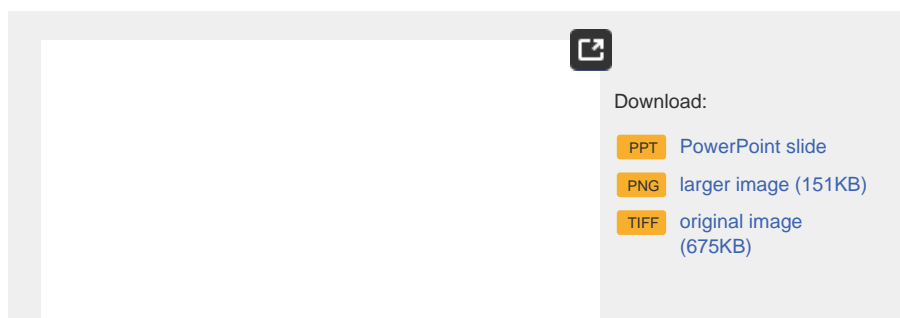 Download:
PPT PowerPoint slide
PNG larger image (151KB)
TIFF original image
(675KB)